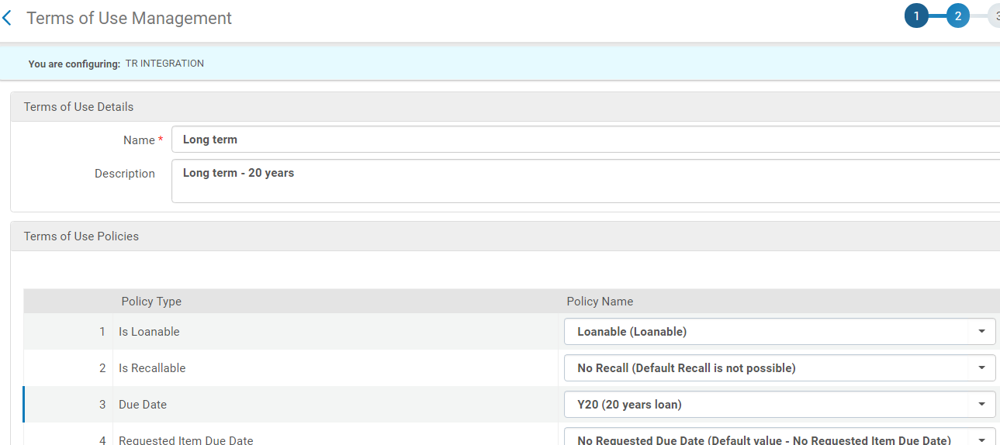 Terms of Use Management
1 2 3
You are configuring: TR INTEGRATION
Terms of Use Details
Name * Long term
Description Long term - 20 years
Terms of Use Policies
Policy Type Policy Name
1 Is Loanable Loanable (Loanable)
2 Is Recallable No Recall (Default Recall is not possible)
3 Due Date Y20 (20 years loan)
4 Requested Item Due Date No Requested Due Date (Default value - No Requested Item Due Date)